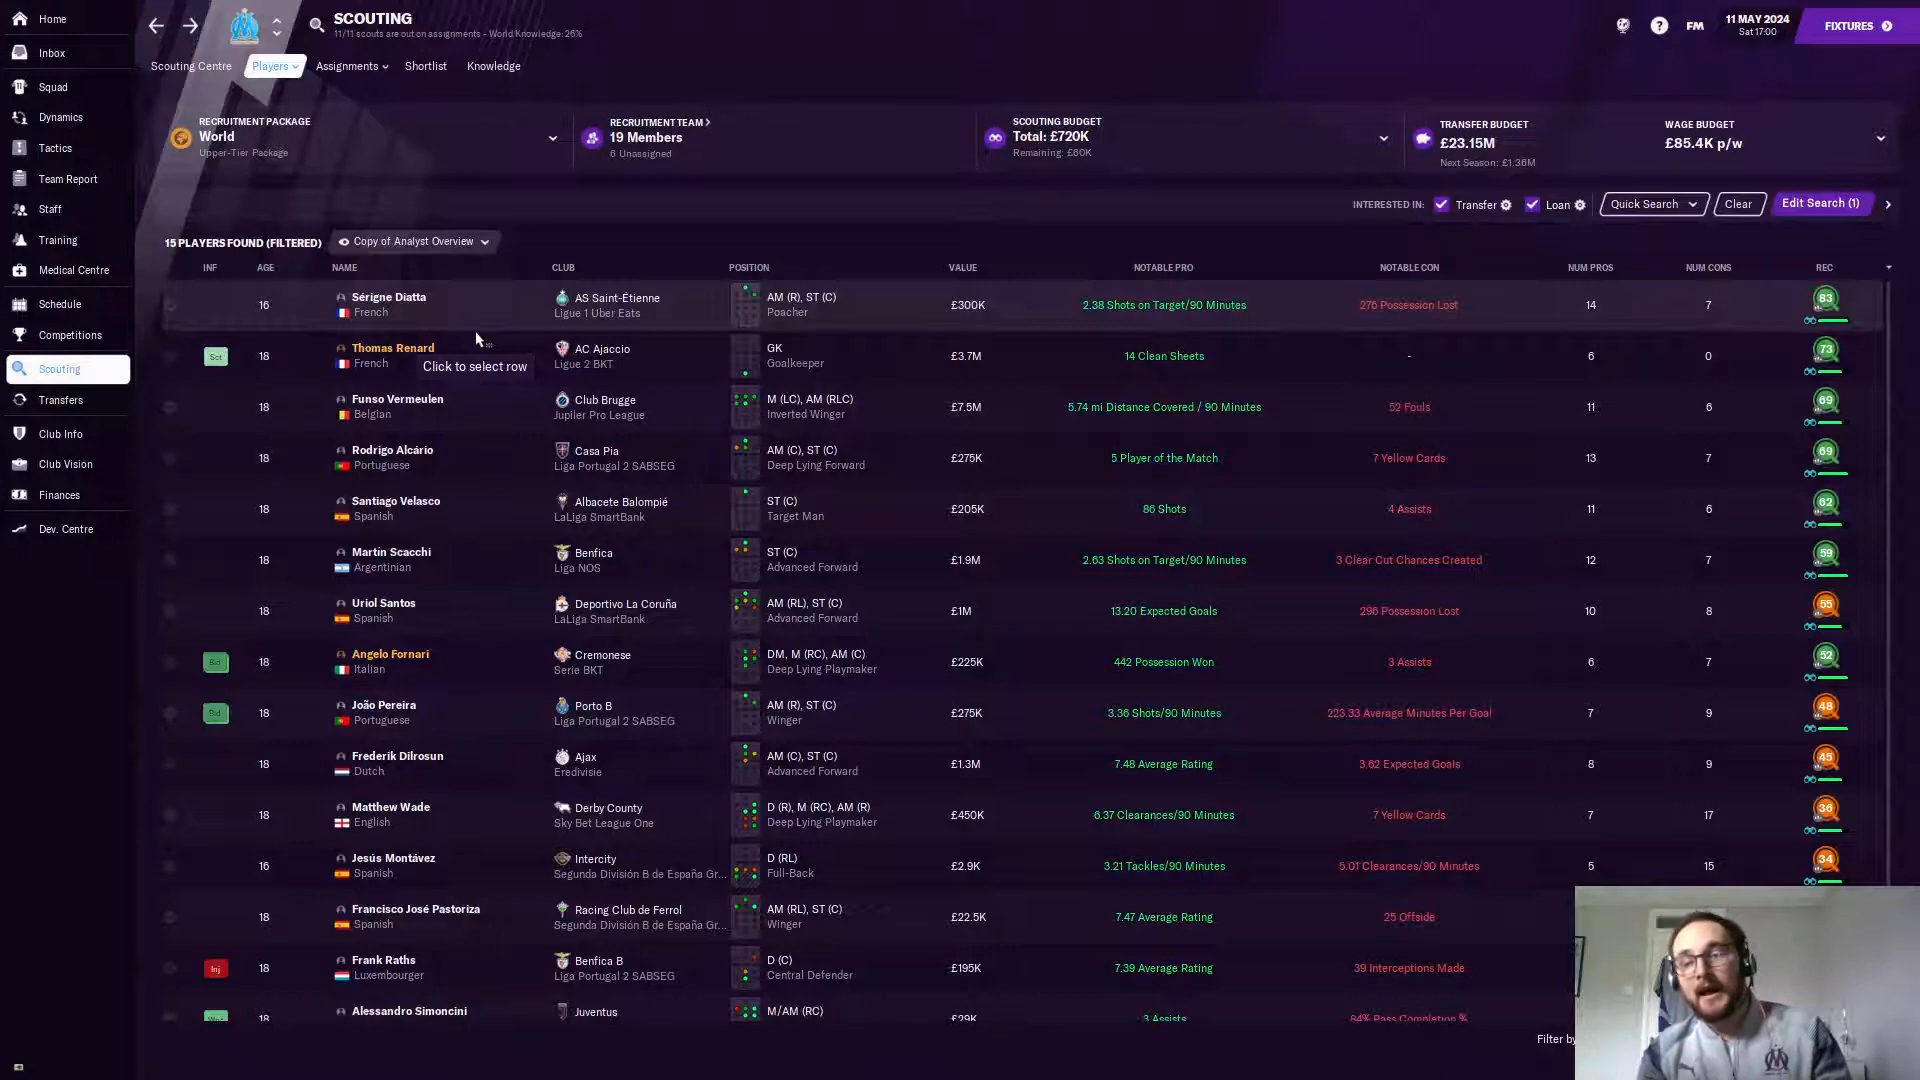 Home
Inbox
Squad
Dynamics
Tactics
Team Report
Staff
Training
Medical Centre
Schedule
Competitions
Scouting
Transfers
Club Info
Club Vision
Finances
Dev. Centre
SCOUTING
11/11 scouts are out on assignments - World Knowledge: 26%
FM
11 MAY 2024
Sat 17:00
FIXTURES
Scouting Centre Players Assignments Shortlist Knowledge
RECRUITMENT PACKAGE
World
Upper-Tier Package
RECRUITMENT TEAM
19 Members
6 Unassigned
SCOUTING BUDGET
Total: £720K
Remaining: £60K
TRANSFER BUDGET
£23.15M
Next Season: £1.36M
WAGE BUDGET
£85.4K p/w
INTERESTED IN: Transfer Loan Quick Search Clear Edit Search (1)
15 PLAYERS FOUND (FILTERED) Copy of Analyst Overview
INF AGE NAME CLUB POSITION VALUE NOTABLE PRO NOTABLE CON NUM PROS NUM CONS REC
16 Sérigne Diatta AS Saint-Étienne AM (R), ST (C) £300K 2.38 Shots on Target/90 Minutes 276 Possession Lost 14 7 83
French Ligue 1 Uber Eats Poacher
Sct 18 Thomas Renard AC Ajaccio GK £3.7M 14 Clean Sheets - 6 0 73
French Ligue 2 BKT Goalkeeper
Click to select row
18 Funso Vermeulen Club Brugge M (LC), AM (RLC) £7.5M 5.74 mi Distance Covered / 90 Minutes 52 Fouls 11 6 69
Belgian Jupiler Pro League Inverted Winger
18 Rodrigo Alcário Casa Pia AM (C), ST (C) £275K 5 Player of the Match 7 Yellow Cards 13 7 69
Portuguese Liga Portugal 2 SABSEG Deep Lying Forward
18 Santiago Velasco Albacete Balompié ST (C) £205K 86 Shots 4 Assists 11 6 62
Spanish LaLiga SmartBank Target Man
18 Martín Scacchi Benfica ST (C) £1.9M 2.63 Shots on Target/90 Minutes 3 Clear Cut Chances Created 12 7 59
Argentinian Liga NOS Advanced Forward
18 Uriol Santos Deportivo La Coruña AM (RL), ST (C) £1M 13.20 Expected Goals 296 Possession Lost 10 8 55
Spanish LaLiga SmartBank Advanced Forward
Bid 18 Angelo Fornari Cremonese DM, M (RC), AM (C) £225K 442 Possession Won 3 Assists 6 7 52
Italian Serie BKT Deep Lying Playmaker
Bid 18 João Pereira Porto B AM (R), ST (C) £275K 3.36 Shots/90 Minutes 223.33 Average Minutes Per Goal 7 9 48
Portuguese Liga Portugal 2 SABSEG Winger
18 Frederik Dilrosun Ajax AM (C), ST (C) £1.3M 7.48 Average Rating 3.62 Expected Goals 8 9 45
Dutch Eredivisie Advanced Forward
18 Matthew Wade Derby County D (R), M (RC), AM (R) £450K 6.37 Clearances/90 Minutes 7 Yellow Cards 7 17 36
English Sky Bet League One Deep Lying Playmaker
16 Jesús Montávez Intercity D (RL) £2.9K 3.21 Tackles/90 Minutes 5.01 Clearances/90 Minutes 5 15 34
Spanish Segunda División B de España Gr... Full-Back
18 Francisco José Pastoriza Racing Club de Ferrol AM (RL), ST (C) £22.5K 7.47 Average Rating 25 Offside
Spanish Segunda División B de España Gr... Winger
Inj 18 Frank Raths Benfica B D (C) £195K 7.39 Average Rating 39 Interceptions Made
Luxembourger Liga Portugal 2 SABSEG Central Defender
18 Alessandro Simoncini Juventus M/AM (RC) £29K 3 Assists 64% Pass Completion %
Filter by